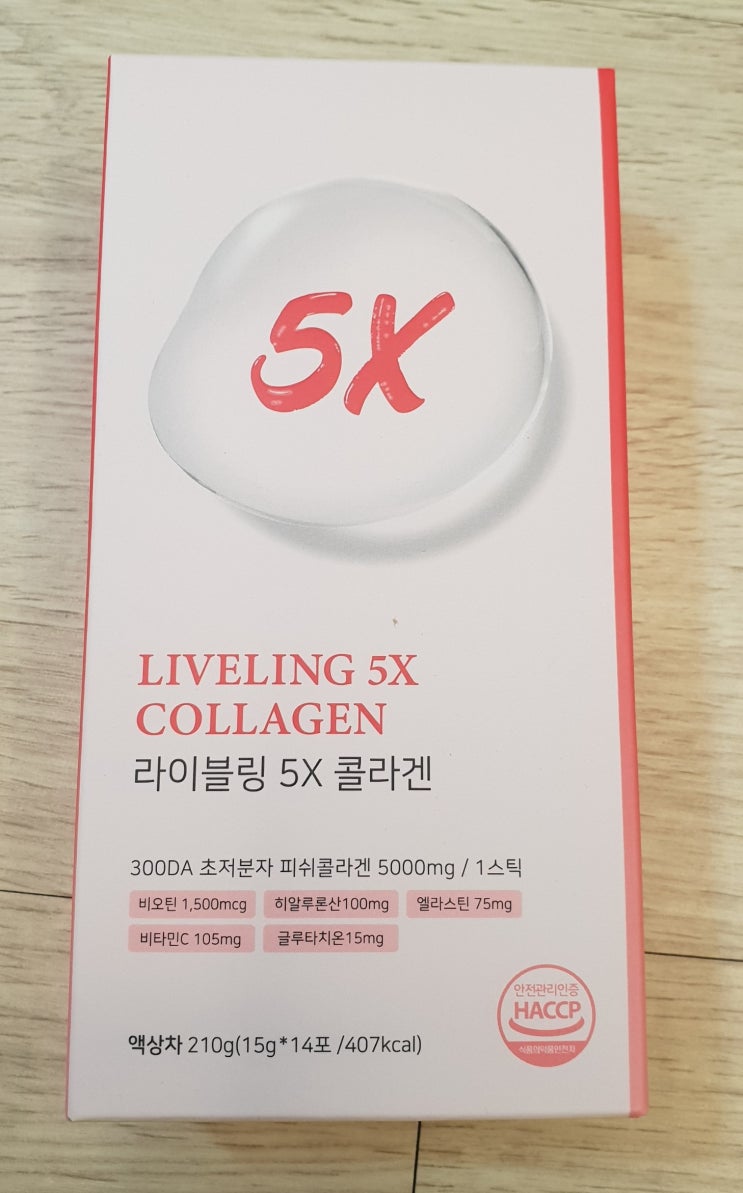 5X
LIVELING 5X
COLLAGEN
라이블링 5X 콜라겐
300DA 초저분자 피쉬콜라겐 5000mg / 1스틱
비오틴 1,500mcg 히알루론산100mg 엘라스틴 75mg
비타민C 105mg 글루타치온15mg
안전관리인증
HACCP
식품의약품안전처
액상차 210g(15g*14포 /407kcal)